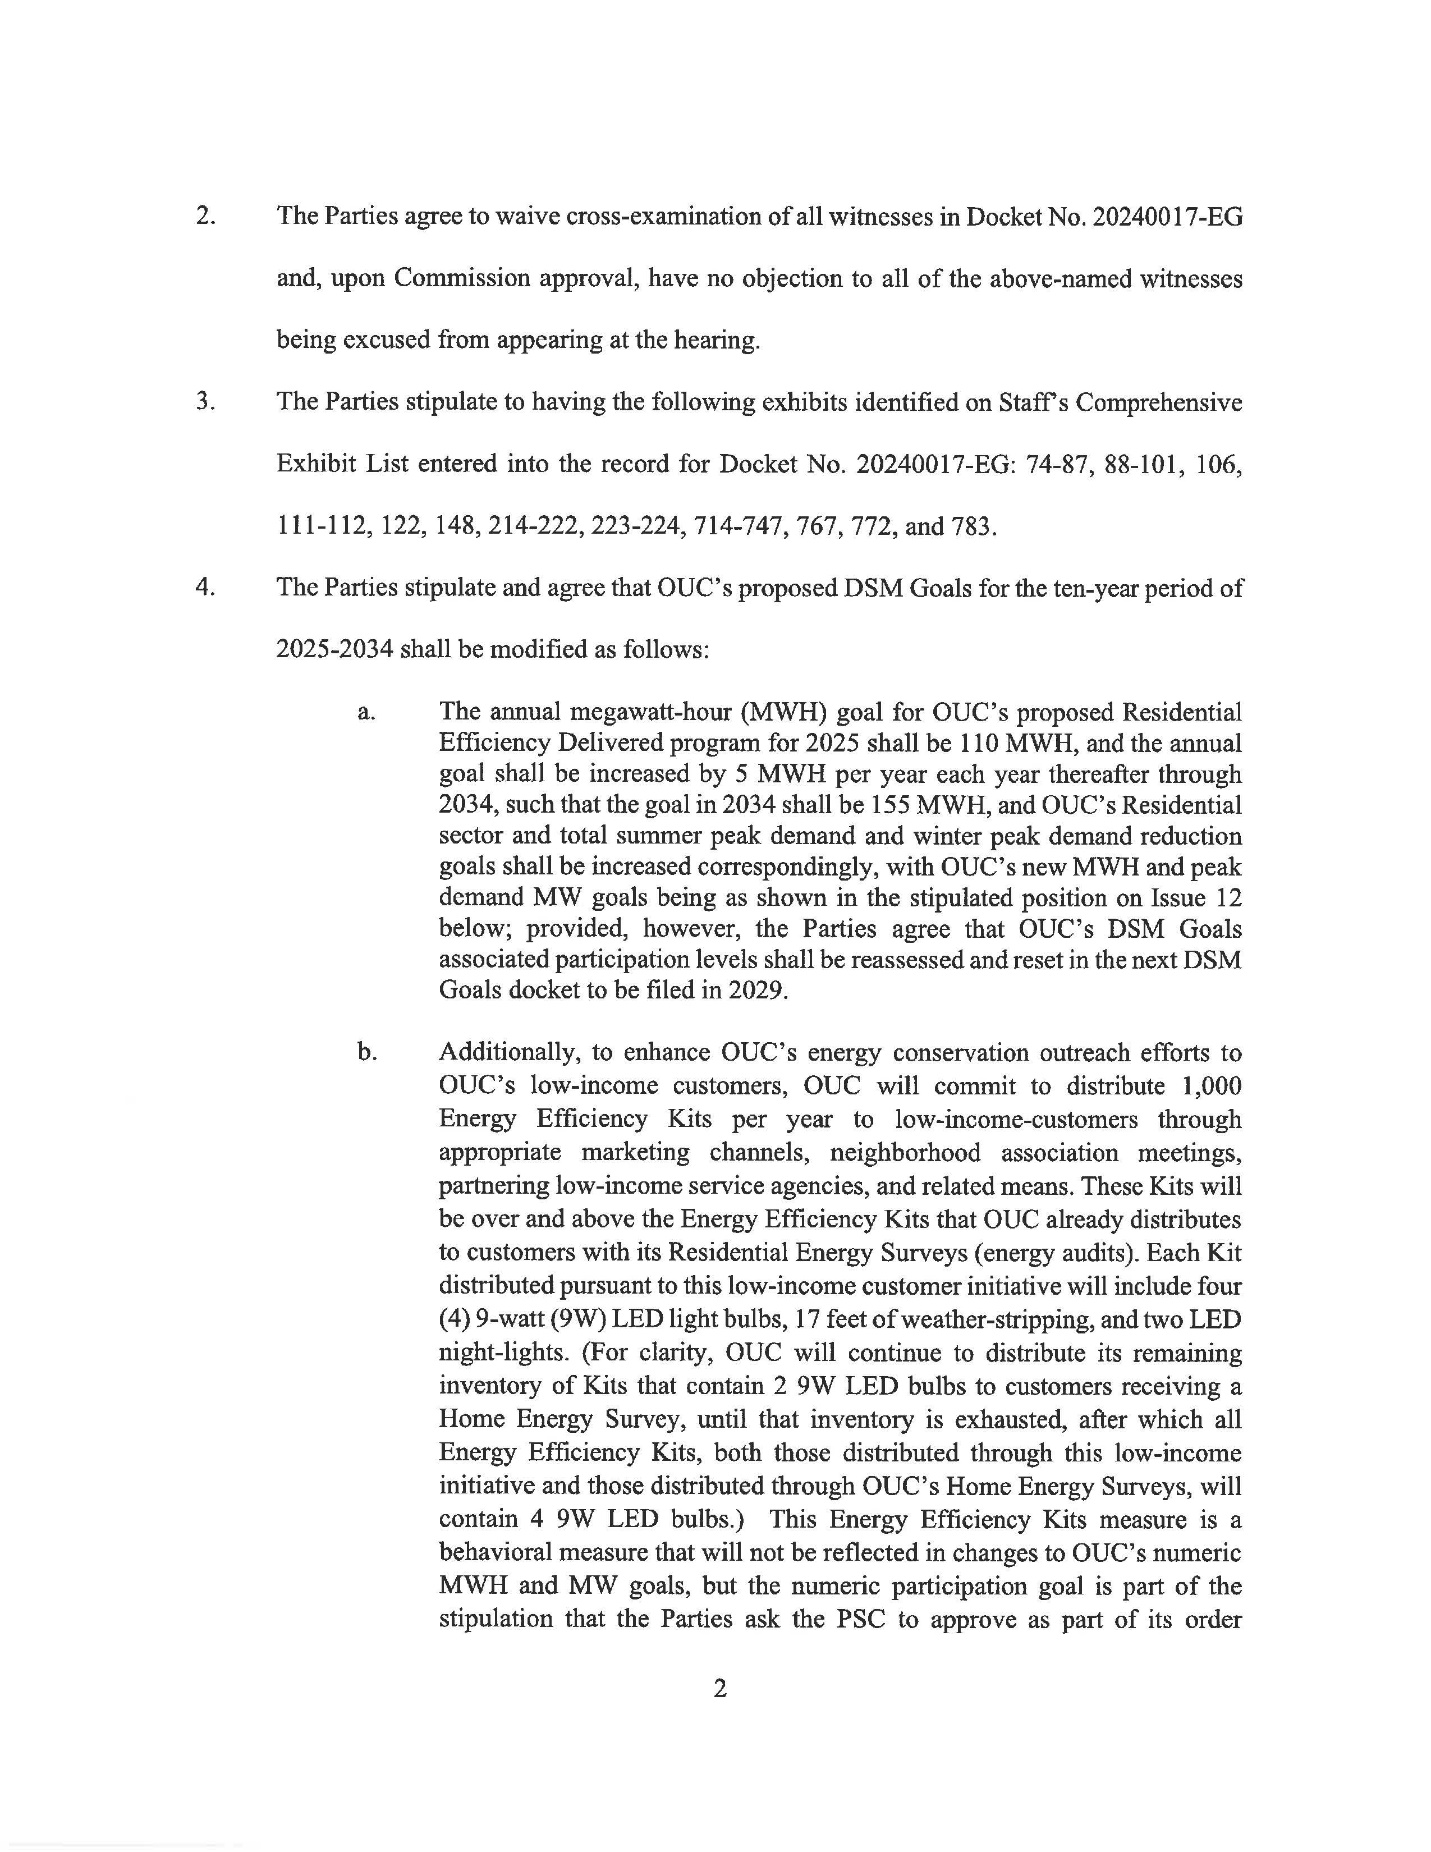 2. The Parties agree to waive cross-examination of all witnesses in Docket No. 20240017-EG
and, upon Commission approval, have no objection to all of the above-named witnesses
being excused from appearing at the hearing.
3. The Parties stipulate to having the following exhibits identified on Staff's Comprehensive
Exhibit List entered into the record for Docket No. 20240017-EG: 74-87, 88-101, 106,
111-112, 122, 148, 214-222, 223-224, 714-747, 767, 772, and 783.
4. The Parties stipulate and agree that OUC's proposed DSM Goals for the ten-year period of
2025-2034 shall be modified as follows:
a. The annual megawatt-hour (MWH) goal for OUC's proposed Residential
Efficiency Delivered program for 2025 shall be 110 MWH, and the annual
goal shall be increased by 5 MWH per year each year thereafter through
2034, such that the goal in 2034 shall be 155 MWH, and OUC's Residential
sector and total summer peak demand and winter peak demand reduction
goals shall be increased correspondingly, with OUC's new MWH and peak
demand MW goals being as shown in the stipulated position on Issue 12
below; provided, however, the Parties agree that OUC's DSM Goals
associated participation levels shall be reassessed and reset in the next DSM
Goals docket to be filed in 2029.
b. Additionally, to enhance OUC's energy conservation outreach efforts to
OUC's low-income customers, OUC will commit to distribute 1,000
Energy Efficiency Kits per year to low-income-customers through
appropriate marketing channels, neighborhood association meetings,
partnering low-income service agencies, and related means. These Kits will
be over and above the Energy Efficiency Kits that OUC already distributes
to customers with its Residential Energy Surveys (energy audits). Each Kit
distributed pursuant to this low-income customer initiative will include four
(4) 9-watt (9W) LED light bulbs, 17 feet of weather-stripping, and two LED
night-lights. (For clarity, OUC will continue to distribute its remaining
inventory of Kits that contain 2 9W LED bulbs to customers receiving a
Home Energy Survey, until that inventory is exhausted, after which all
Energy Efficiency Kits, both those distributed through this low-income
initiative and those distributed through OUC's Home Energy Surveys, will
contain 4 9W LED bulbs.) This Energy Efficiency Kits measure is a
behavioral measure that will not be reflected in changes to OUC's numeric
MWH and MW goals, but the numeric participation goal is part of the
stipulation that the Parties ask the PSC to approve as part of its order
2